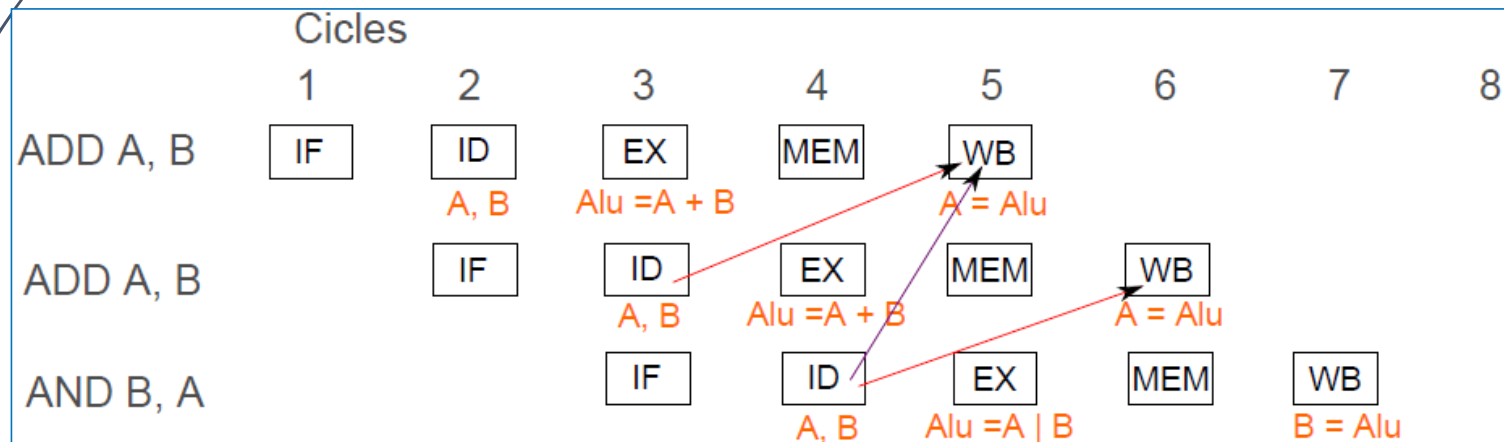 Cicles
1 2 3 4 5 6 7 8
ADD A, B IF ID EX MEM WB
A, B Alu =A + B A = Alu
ADD A, B IF ID EX MEM WB
A, B Alu =A + B A = Alu
AND B, A IF ID EX MEM WB
A, B Alu =A | B B = Alu